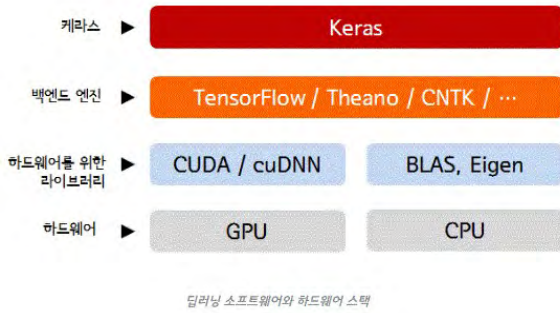 케라스 ▶ Keras
백엔드 엔진 ▶ TensorFlow / Theano / CNTK / ⋯
하드웨어를 위한
라이브러리 ▶ CUDA / cuDNN BLAS, Eigen
하드웨어 ▶ GPU CPU
딥러닝 소프트웨어와 하드웨어 스택